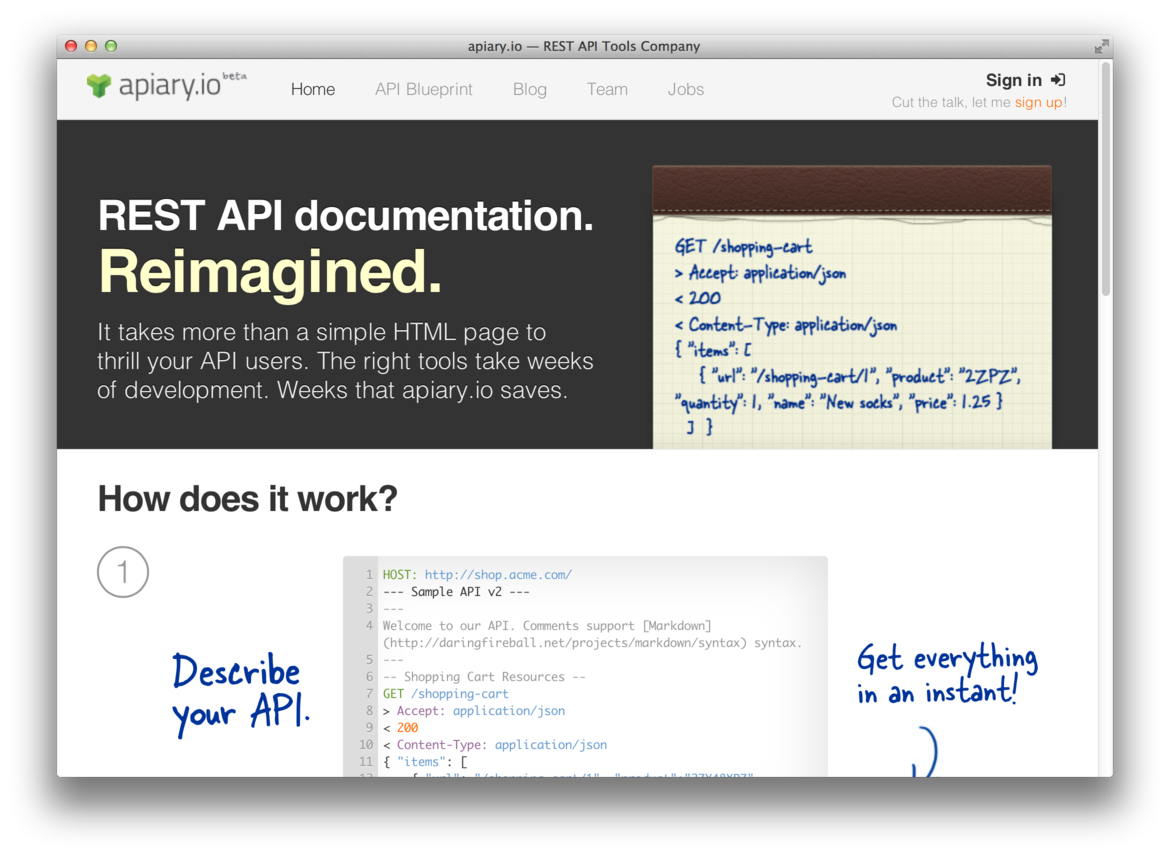 apiary.io — REST API Tools Company
apiary.io beta
Home API Blueprint Blog Team Jobs
Sign in
Cut the talk, let me sign up!
REST API documentation.
Reimagined.
It takes more than a simple HTML page to
thrill your API users. The right tools take weeks
of development. Weeks that apiary.io saves.
GET /shopping-cart
> Accept: application/json
< 200
< Content-Type: application/json
{ "items": [
{ "url": "/shopping-cart/1", "product": "2ZPZ",
"quantity": 1, "name": "New socks", "price": 1.25 }
] }
How does it work?
1
Describe
your API.
1 HOST: http://shop.acme.com/
2 --- Sample API v2 ---
3 ---
4 Welcome to our API. Comments support [Markdown]
(http://daringfireball.net/projects/markdown/syntax) syntax.
5 ---
6 -- Shopping Cart Resources --
7 GET /shopping-cart
8 > Accept: application/json
9 < 200
10 < Content-Type: application/json
11 { "items": [
Get everything
in an instant!